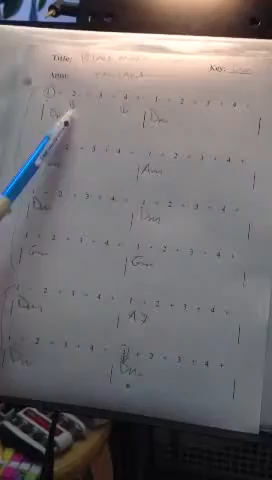 Title: BLACK M
Key:
Artist: SANTANA
① + 2 + 3 + 4 + 1 + 2 + 3 + 4 +
| Dm | Dm |
2 + 3 + 4 + 1 + 2 + 3 + 4 +
| Am |
1 + 2 + 3 + 4 + 1 + 2 + 3 + 4 +
| Dm | Dm |
1 + 2 + 3 + 4 + 1 + 2 + 3 + 4 +
| Gm | Gm |
1 + 2 + 3 + 4 + 1 + 2 + 3 + 4 +
| Dm | A7 |
1 + 2 + 3 + 4 + 1 + 2 + 3 + 4 +
| Dm | Dm |